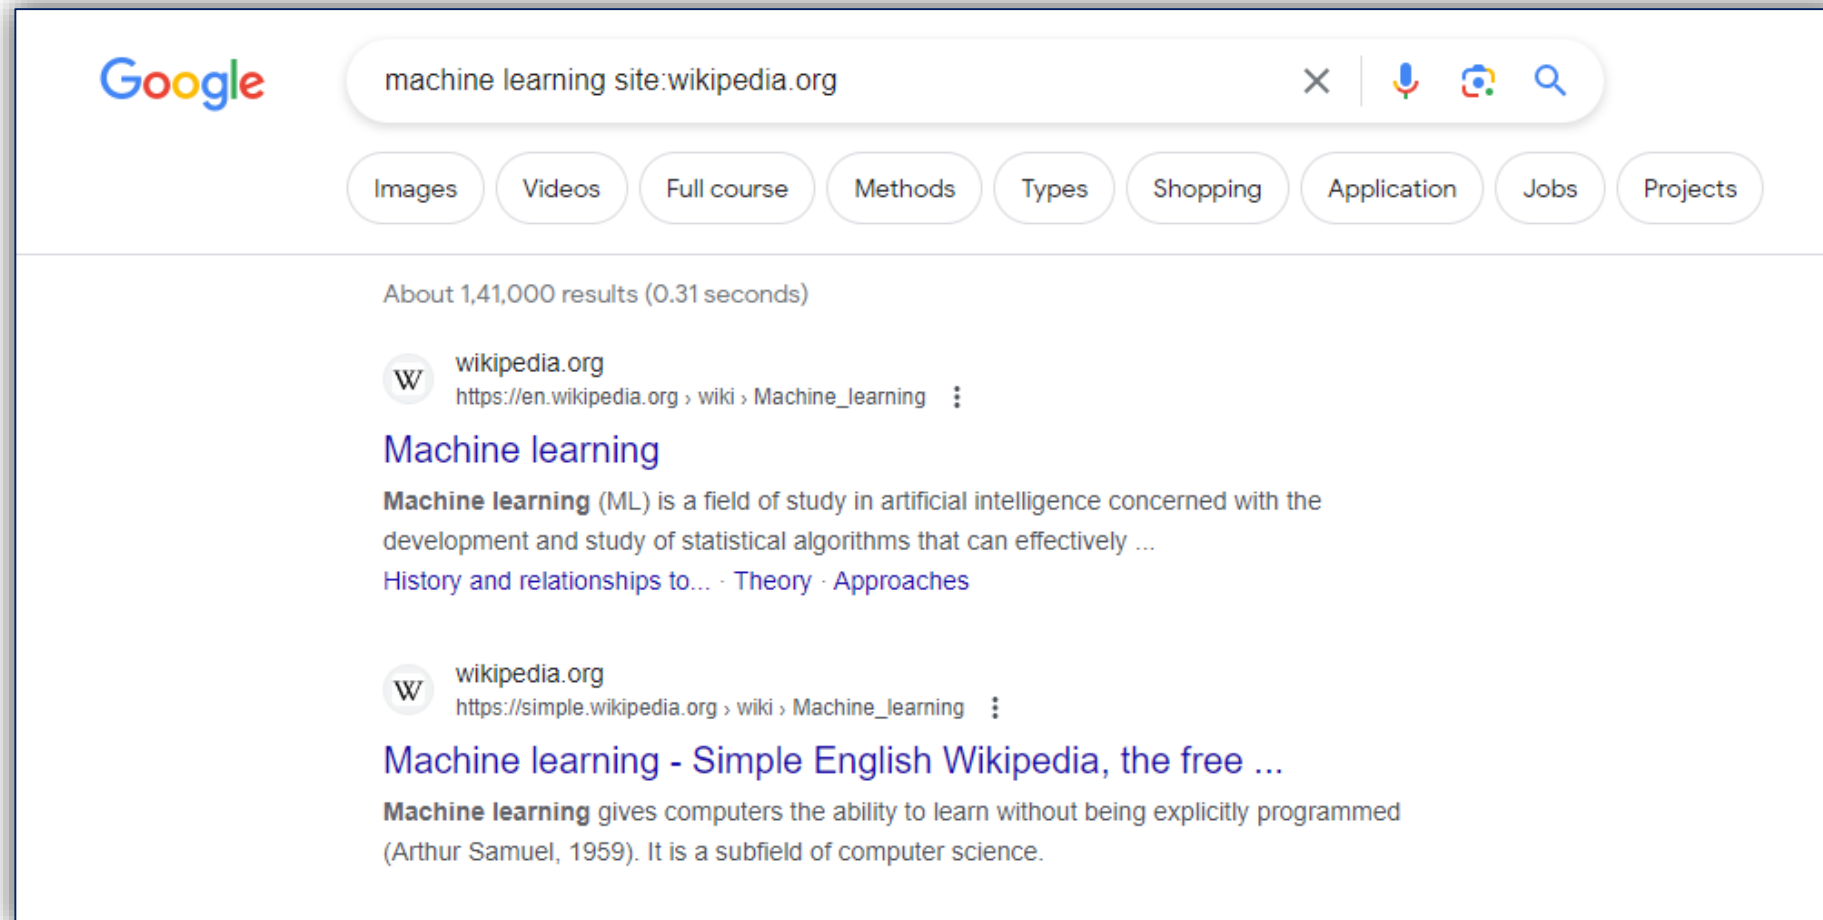 Google
machine learning site:wikipedia.org
Images Videos Full course Methods Types Shopping Application Jobs Projects
About 1,41,000 results (0.31 seconds)
W
wikipedia.org
https://en.wikipedia.org › wiki › Machine_learning
Machine learning
Machine learning (ML) is a field of study in artificial intelligence concerned with the
development and study of statistical algorithms that can effectively ...
History and relationships to... · Theory · Approaches
W
wikipedia.org
https://simple.wikipedia.org › wiki › Machine_learning
Machine learning - Simple English Wikipedia, the free ...
Machine learning gives computers the ability to learn without being explicitly programmed
(Arthur Samuel, 1959). It is a subfield of computer science.